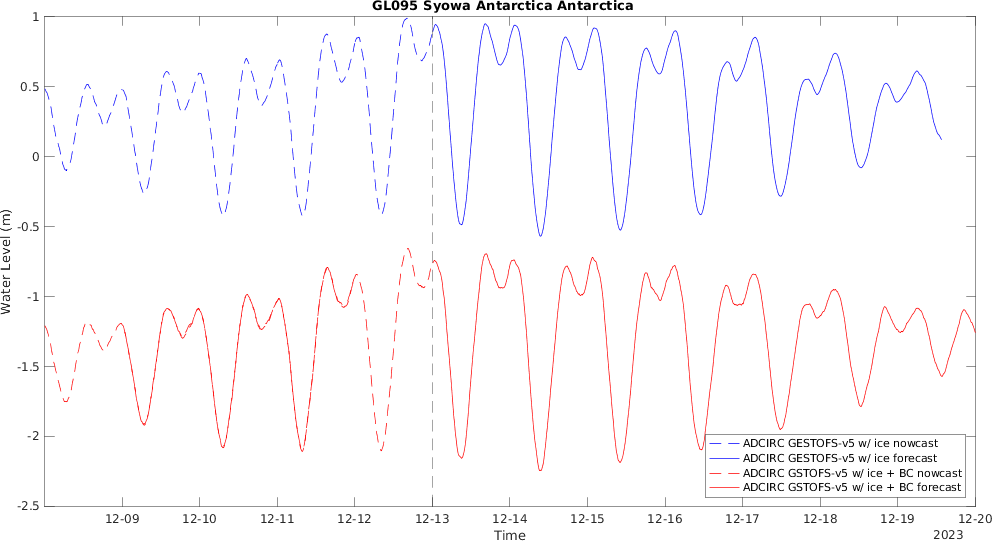 GL095 Syowa Antarctica Antarctica
1
0.5
0
-0.5
-1
-1.5
-2
-2.5
Water Level (m)
ADCIRC GESTOFS-v5 w/ ice nowcast
ADCIRC GESTOFS-v5 w/ ice forecast
ADCIRC GSTOFS-v5 w/ ice + BC nowcast
ADCIRC GSTOFS-v5 w/ ice + BC forecast
12-09 12-10 12-11 12-12 12-13 12-14 12-15 12-16 12-17 12-18 12-19 12-20
Time
2023